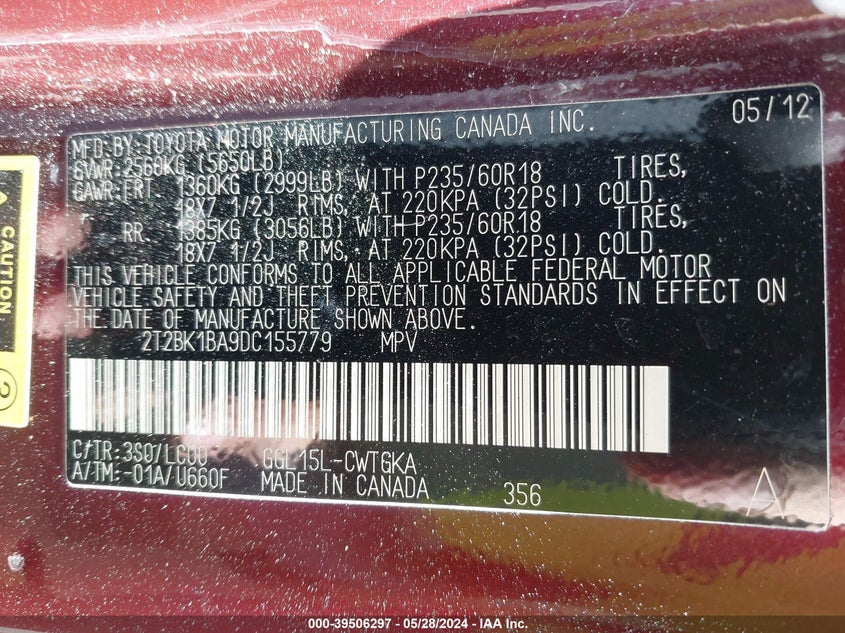 05/12
MFD BY: TOYOTA MOTOR MANUFACTURING CANADA INC.
GVWR: 2560KG (5650LB)
GAWR: FRT 1360KG (2999LB) WITH P235/60R18 TIRES,
18X7 1/2J RIMS, AT 220KPA (32PSI) COLD.
RR. 1385KG (3056LB) WITH P235/60R18 TIRES,
18X7 1/2J RIMS, AT 220KPA (32PSI) COLD.
THIS VEHICLE CONFORMS TO ALL APPLICABLE FEDERAL MOTOR
VEHICLE SAFETY AND THEFT PREVENTION STANDARDS IN EFFECT ON
THE DATE OF MANUFACTURE SHOWN ABOVE.
2T2BK1BA9DC155779 MPV
C/TR: 3S0/LC00 GGL15L-CWTGKA
A/TM: -01A/U660F MADE IN CANADA 356 A
CAUTION
2
000-39506297 - 05/28/2024 - IAA Inc.